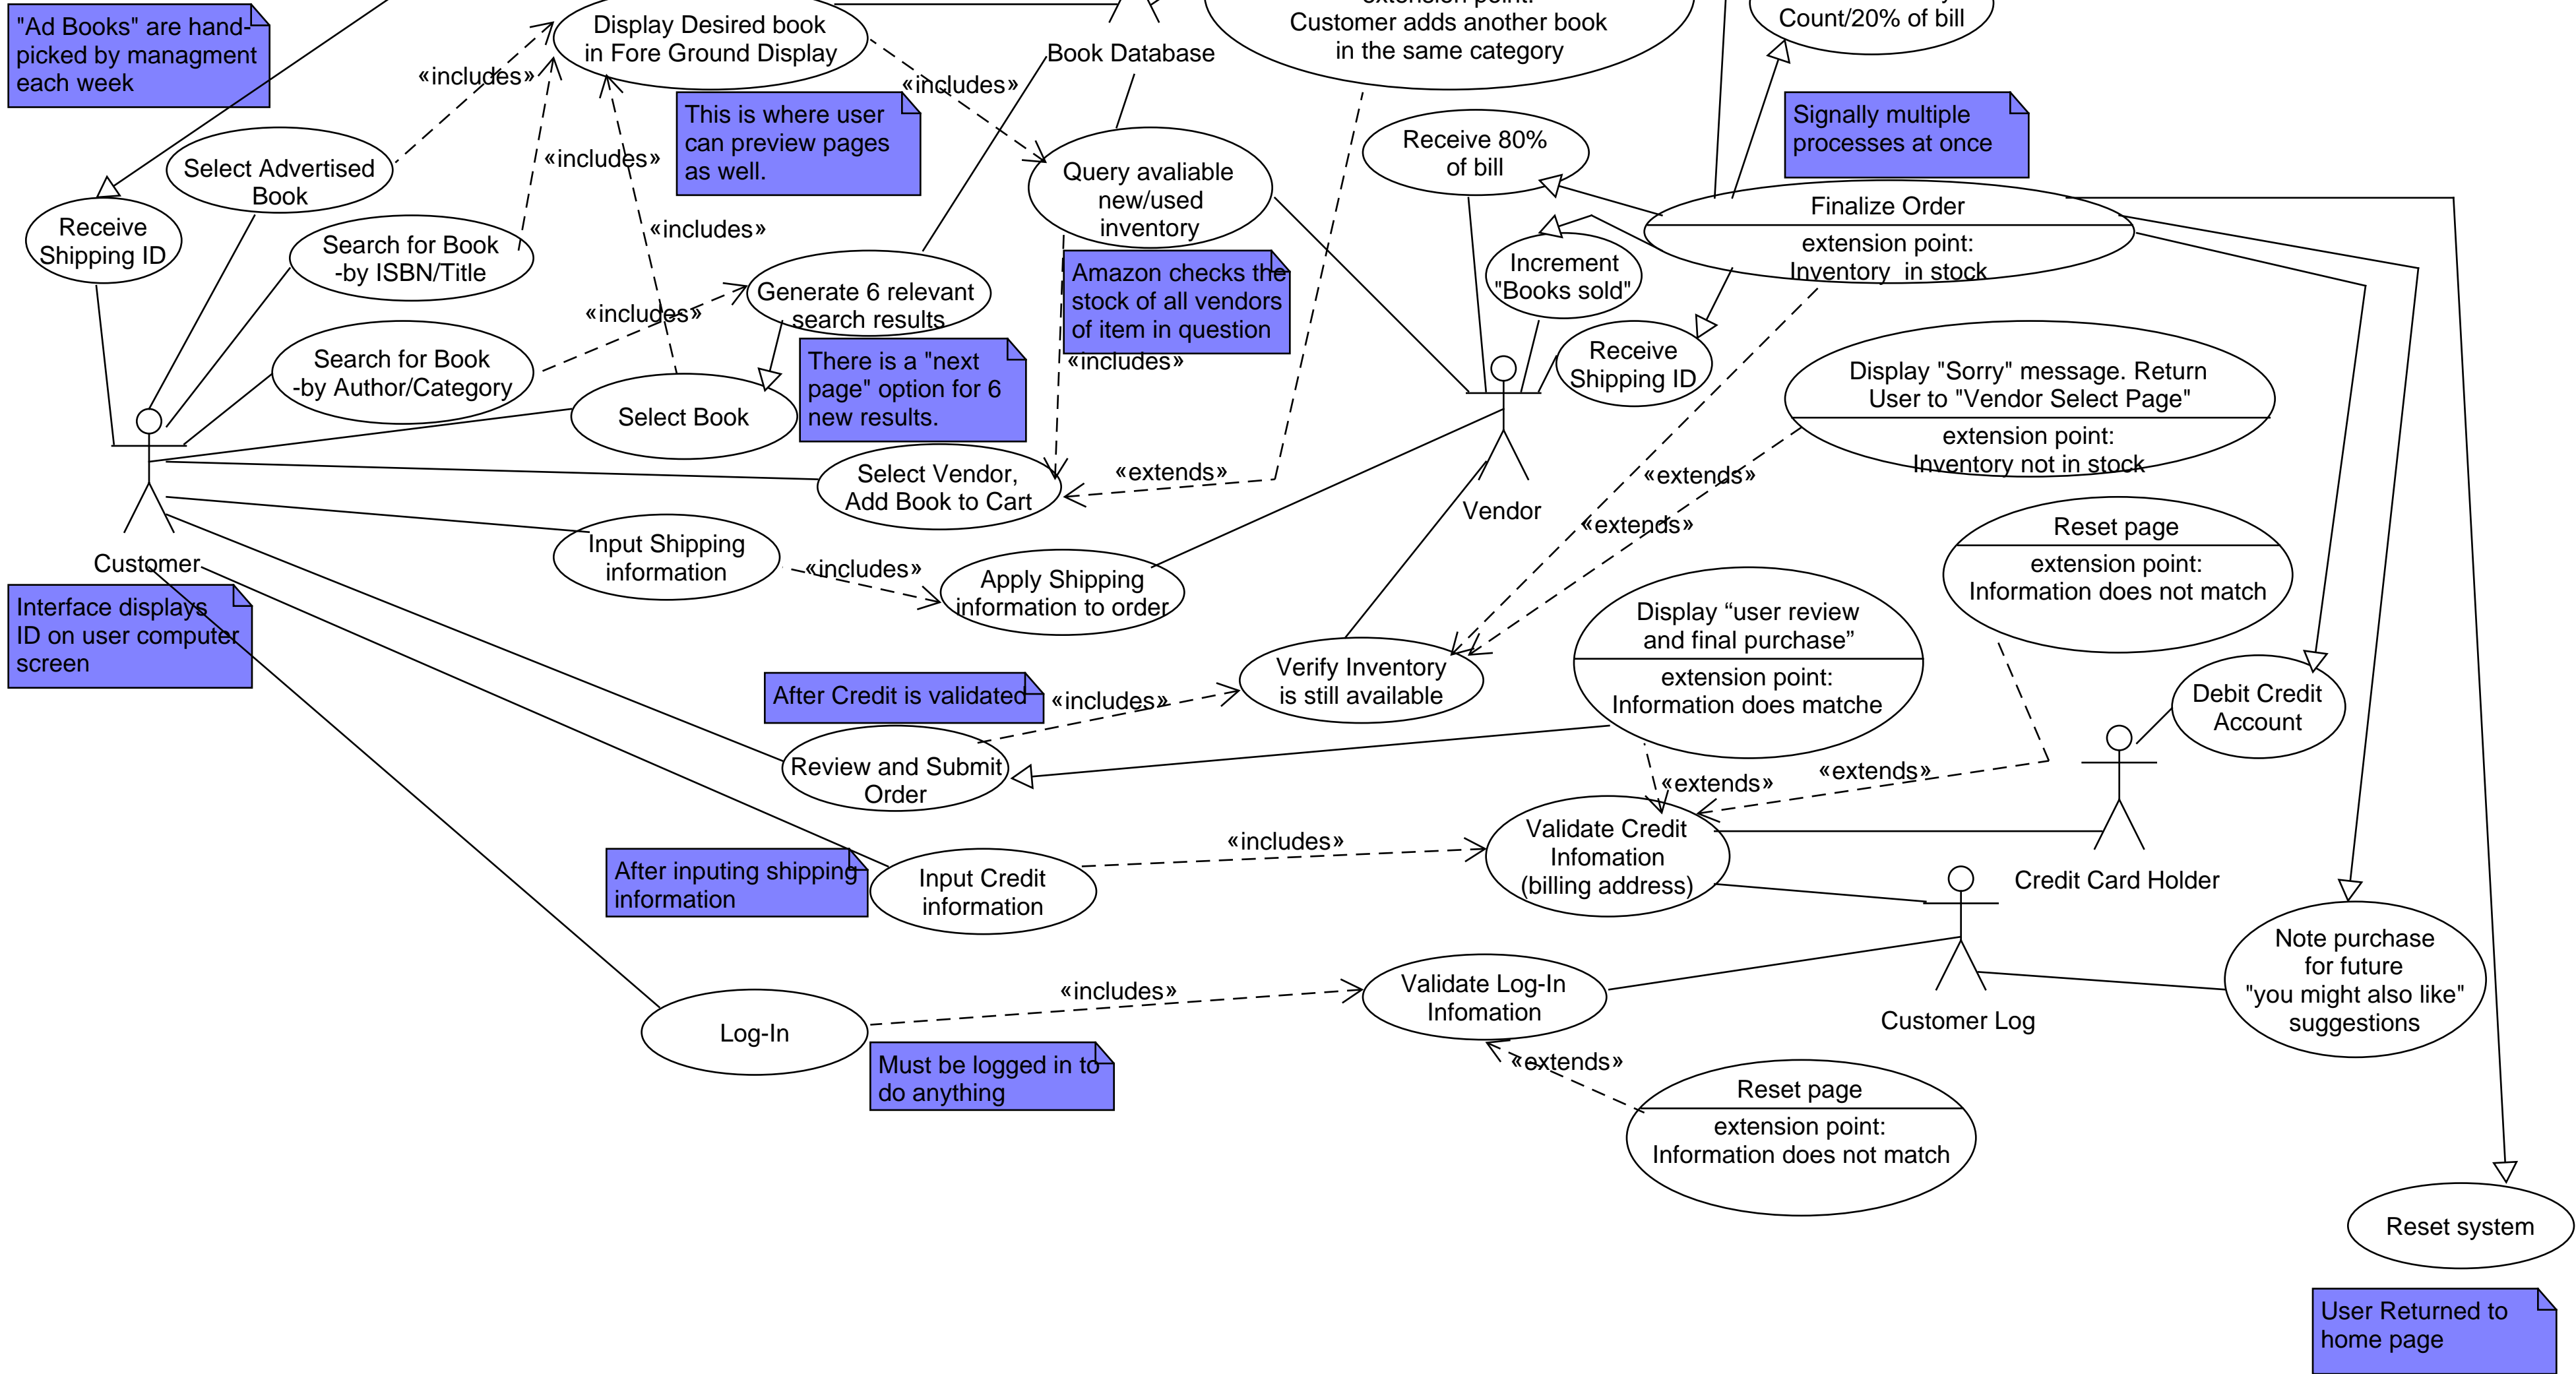 "Ad Books" are hand-
picked by managment
each week
Display Desired book
in Fore Ground Display
Book Database
Customer adds another book
in the same category
Count/20% of bill
«includes»
«includes»
«includes»
«includes»
This is where user
can preview pages
as well.
Signally multiple
processes at once
Receive 80%
of bill
Select Advertised
Book
Query avaliable
new/used
inventory
Receive
Shipping ID
Search for Book
-by ISBN/Title
Finalize Order
extension point:
Inventory  in stock
Increment
"Books sold"
Amazon checks the
stock of all vendors
of item in question
Generate 6 relevant
search results
«includes»
«includes»
Search for Book
-by Author/Category
There is a "next
page" option for 6
new results.
Receive
Shipping ID
Display "Sorry" message. Return
User to "Vendor Select Page"
extension point:
Inventory not in stock
Select Book
Select Vendor,
Add Book to Cart
«extends»
«extends»
«extends»
Vendor
Customer
Input Shipping
information
«includes»
Apply Shipping
information to order
Reset page
extension point:
Information does not match
Interface displays
ID on user computer
screen
Display “user review
and final purchase”
extension point:
Information does matche
Verify Inventory
is still available
After Credit is validated
«includes»
Debit Credit
Account
Review and Submit
Order
«extends»
«extends»
Validate Credit
Infomation
(billing address)
«includes»
After inputing shipping
information
Input Credit
information
Credit Card Holder
Note purchase
for future
"you might also like"
suggestions
«includes»
Validate Log-In
Infomation
Customer Log
Log-In
Must be logged in to
do anything
«extends»
Reset page
extension point:
Information does not match
Reset system
User Returned to
home page